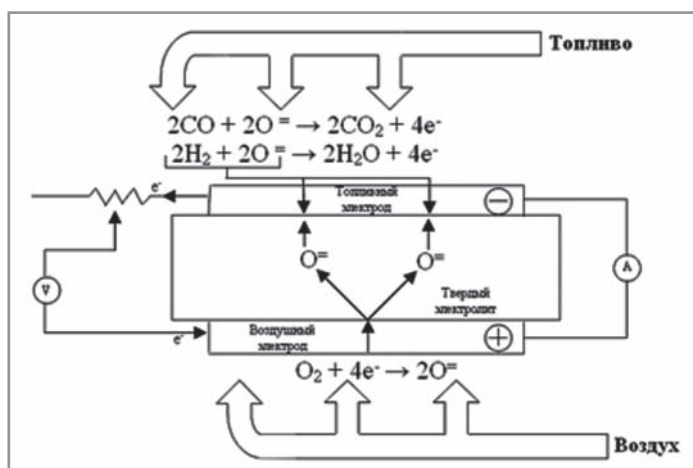 Топливо
2CO + 2O⁼ → 2CO₂ + 4e⁻
2H₂ + 2O⁼ → 2H₂O + 4e⁻
e⁻
Топливный
электрод
−
O⁼
O⁼
V
A
Твердый
электролит
e⁻
Воздушный
электрод
+
O₂ + 4e⁻ → 2O⁼
Воздух